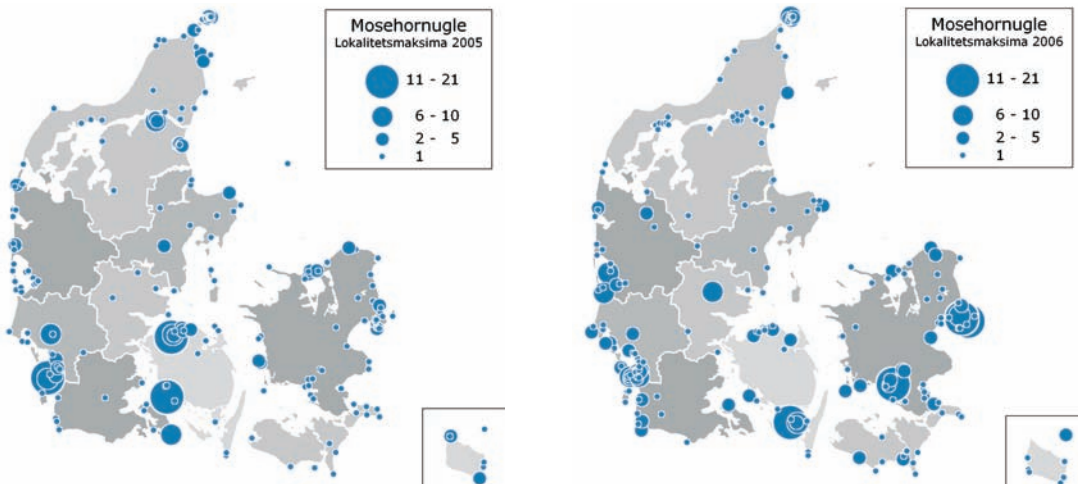 Mosehornugle
Lokalitetsmaksima 2005
11 - 21
6 - 10
2 - 5
1
Mosehornugle
Lokalitetsmaksima 2006
11 - 21
6 - 10
2 - 5
1